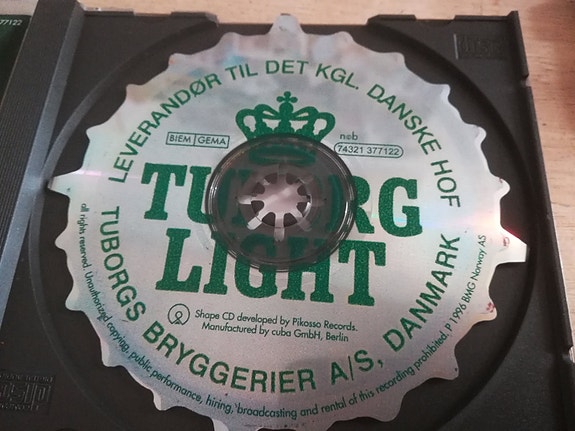 77122
LEVERANDØR TIL DET KGL. DANSKE HOF
BIEM GEMA
n©b
74321 377122
TUBORG
LIGHT
Shape CD developed by Pikosso Records.
Manufactured by cuba GmbH, Berlin
TUBORGS BRYGGERIER A/S, DANMARK
all rights reserved. Unauthorized copying, public performance, hiring, broadcasting and rental of this recording prohibited. P 1996 BMG Norway AS